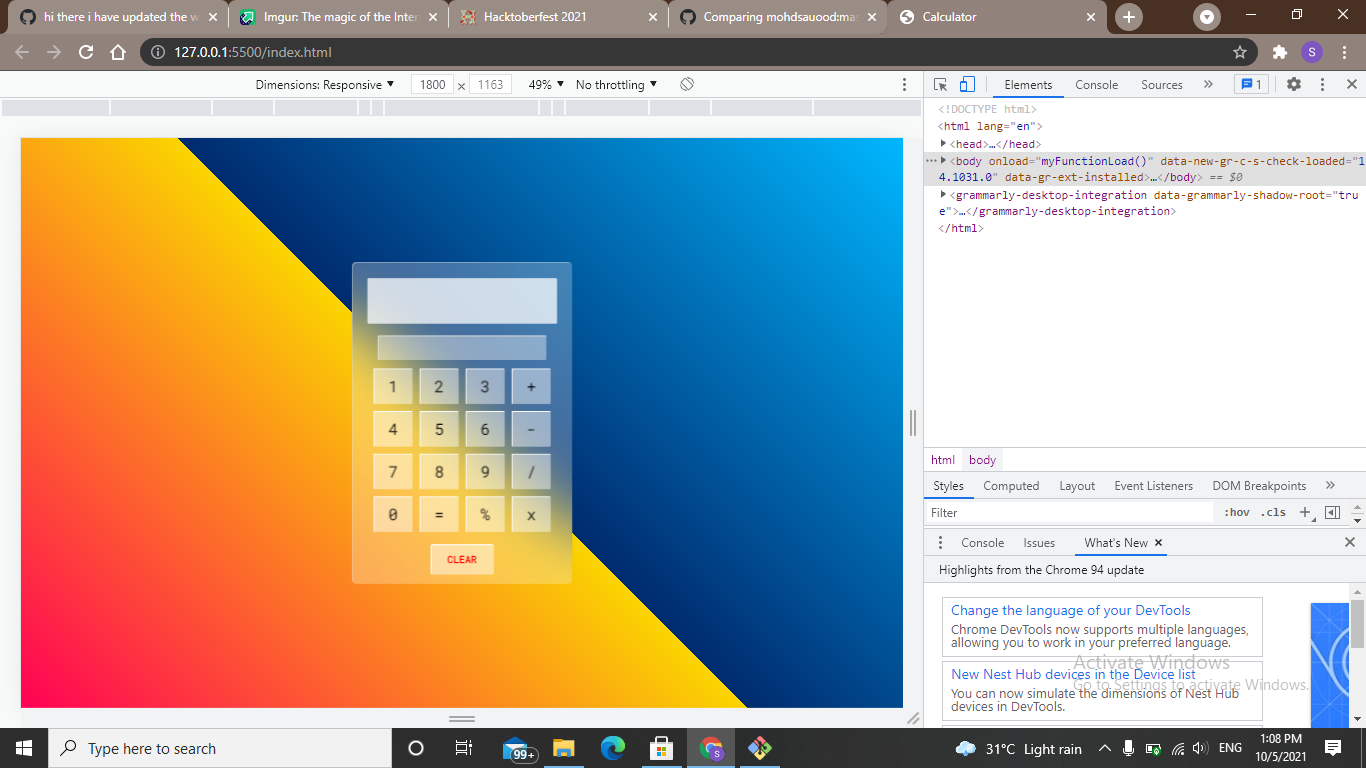 hi there i have updated the w
Imgur: The magic of the Inter
Hacktoberfest 2021
Comparing mohdsauood:mas
Calculator
127.0.0.1:5500/index.html
S
Dimensions: Responsive 1800 x 1163 49% No throttling
Elements Console Sources » 1
<!DOCTYPE html>
<html lang="en">
<head>…</head>
<body onload="myFunctionLoad()" data-new-gr-c-s-check-loaded="1
4.1031.0" data-gr-ext-installed>…</body> == $0
<grammarly-desktop-integration data-grammarly-shadow-root="tru
e">…</grammarly-desktop-integration>
</html>
1 2 3 +
4 5 6 -
7 8 9 /
0 = % x
CLEAR
html body
Styles Computed Layout Event Listeners DOM Breakpoints »
Filter :hov .cls +
Console Issues What's New
Highlights from the Chrome 94 update
Change the language of your DevTools
Chrome DevTools now supports multiple languages,
allowing you to work in your preferred language.
New Nest Hub devices in the Device list
You can now simulate the dimensions of Nest Hub
devices in DevTools.
Activate Windows
Go to Settings to activate Windows.
Type here to search
99+
S
31°C Light rain
ENG
1:08 PM
10/5/2021